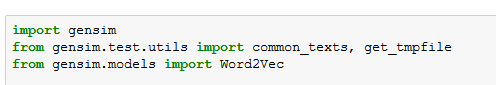 import gensim
from gensim.test.utils import common_texts, get_tmpfile
from gensim.models import Word2Vec